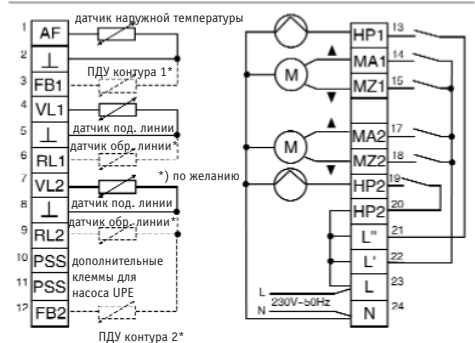 датчик наружной температуры
1 AF
2 ⊥
ПДУ контура 1*
3 FB1
4 VL1
5 ⊥ датчик под. линии
датчик обр. линии*
6 RL1
7 VL2
*) по желанию
8 ⊥ датчик под. линии
датчик обр. линии*
9 RL2
10 PSS дополнительные
11 PSS клеммы для
насоса UPE
12 FB2
ПДУ контура 2*
HP1 13
M MA1 14
MZ1 15
MA2 17
M MZ2 18
HP2 19
HP2 20
L" 21
L' 22
L L 23
230V~50Hz
N N 24